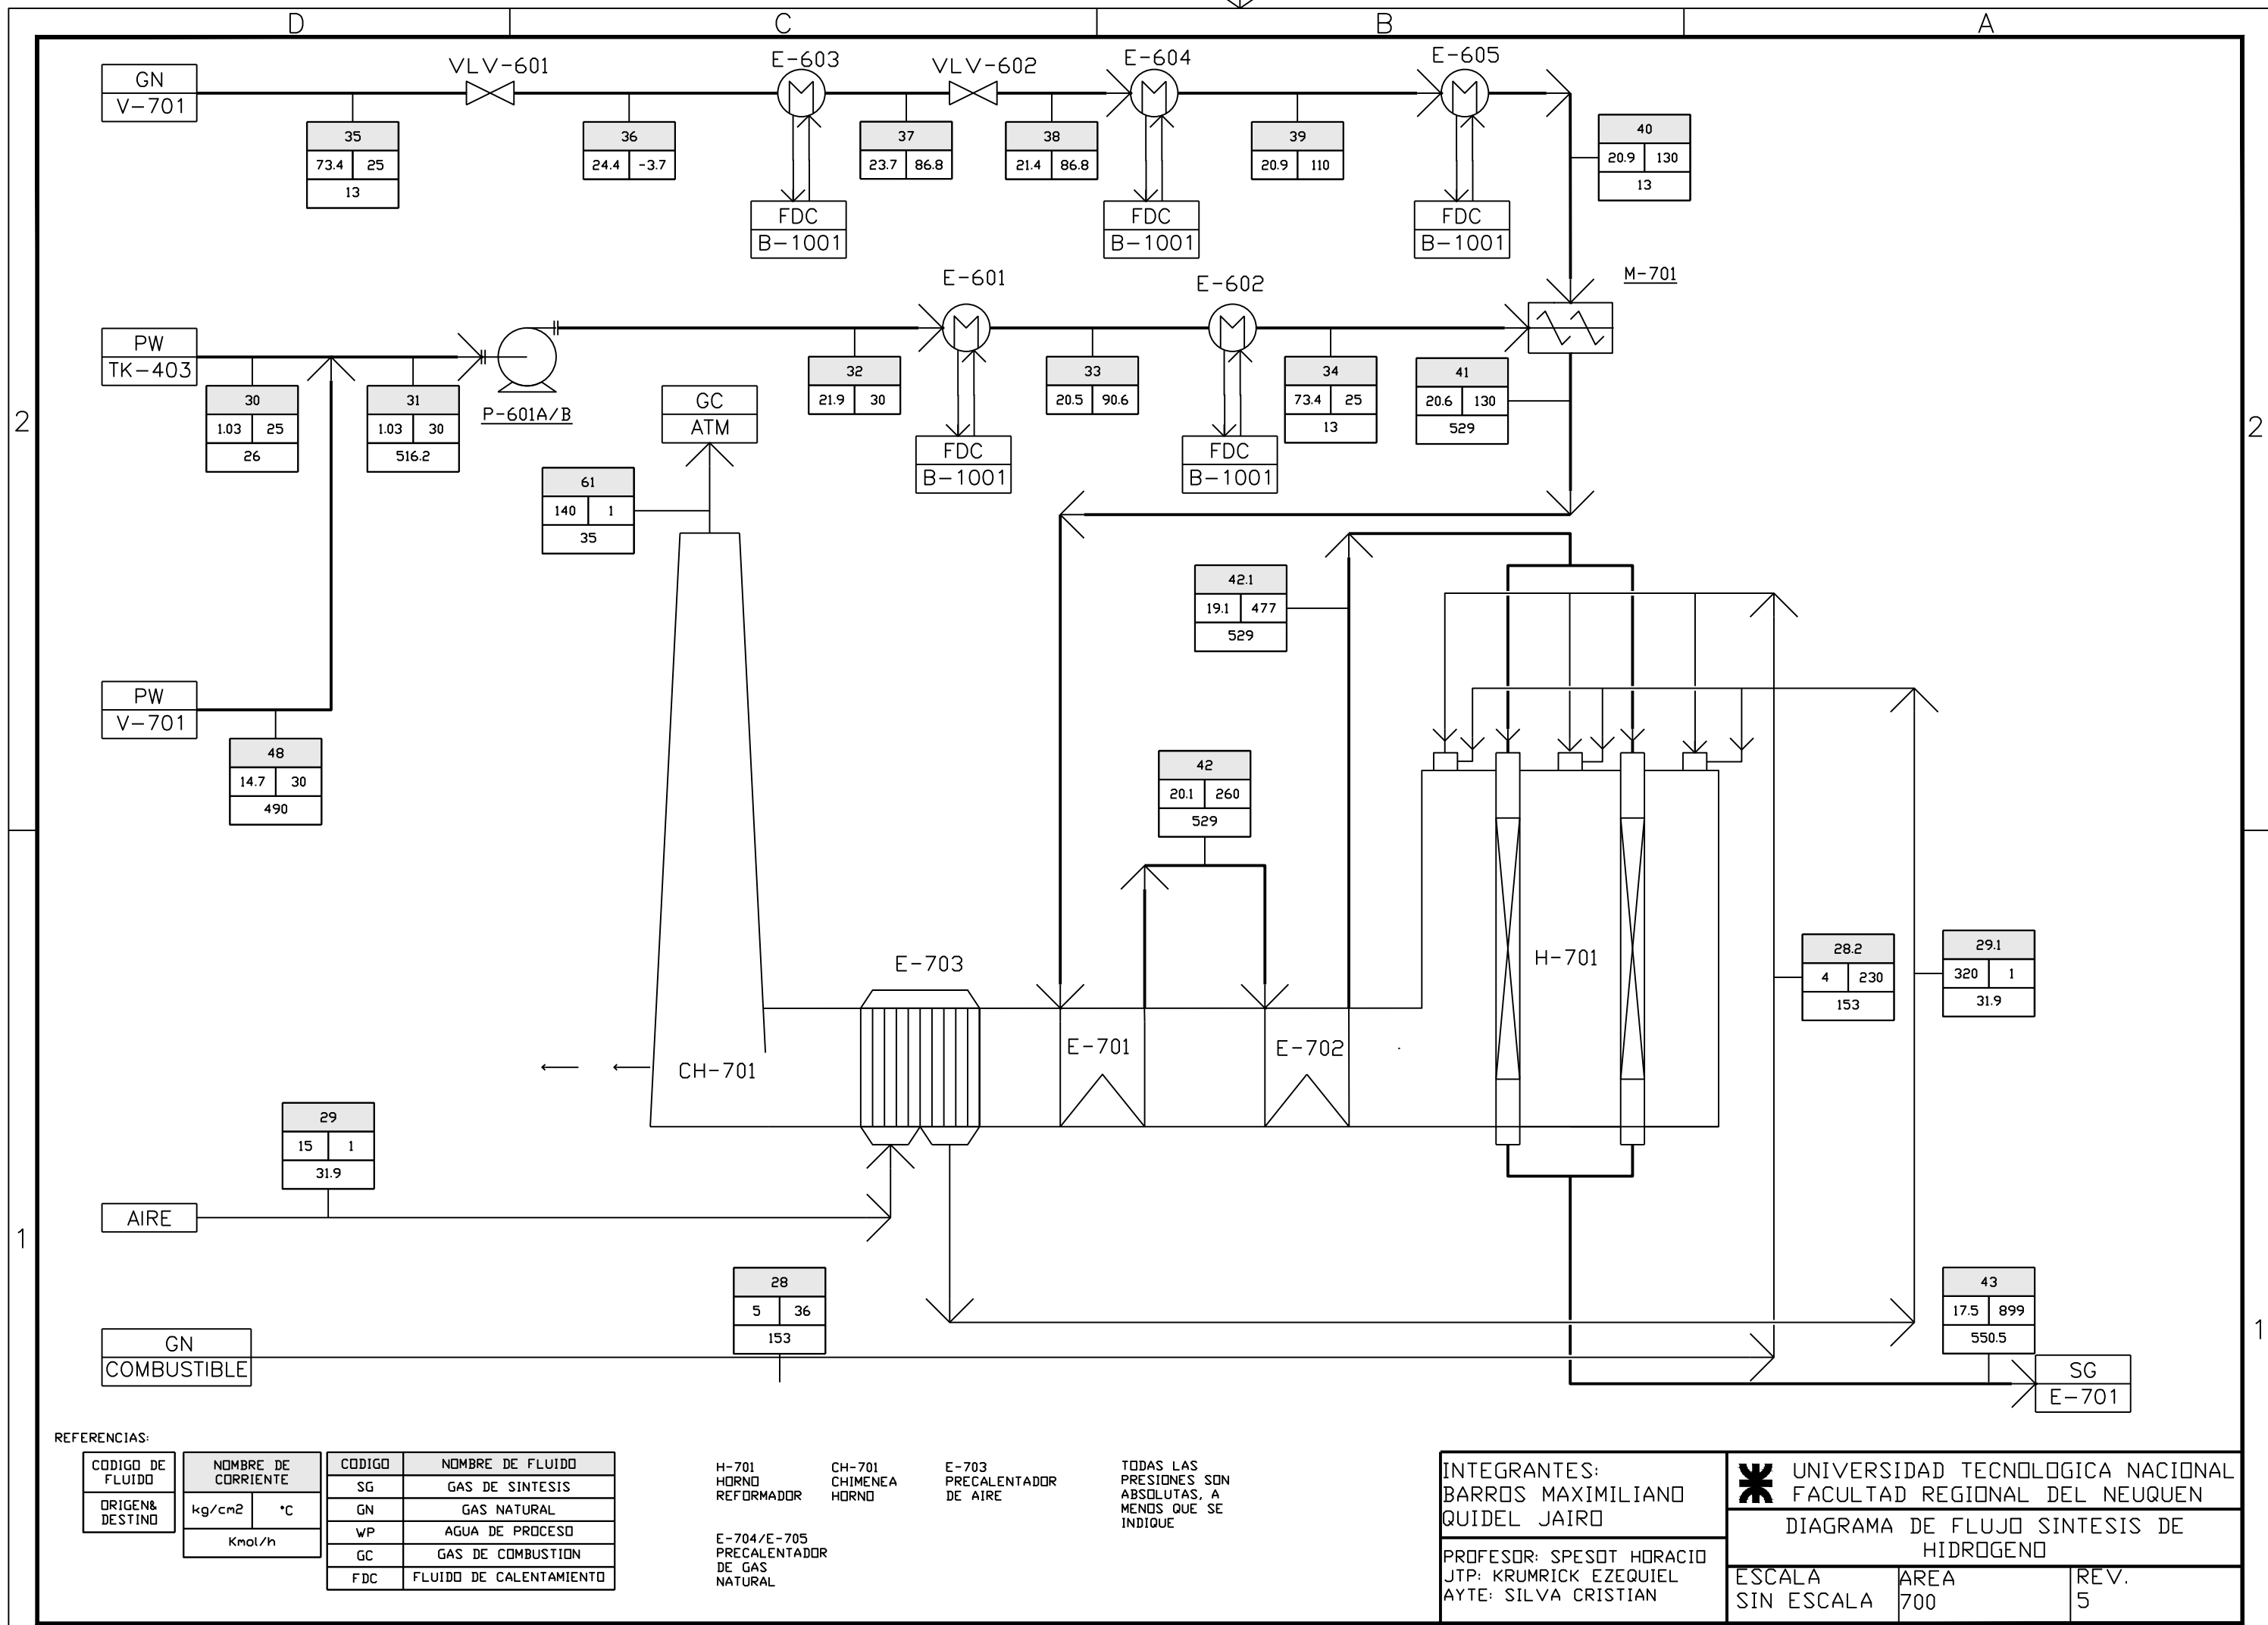 D
C
B
A
GN
V-701
VLV-601
E-603
VLV-602
E-604
E-605
35
73.4 25
13
36
24.4 -3.7
37
23.7 86.8
38
21.4 86.8
39
20.9 110
40
20.9 130
13
FDC
B-1001
FDC
B-1001
FDC
B-1001
E-601
E-602
M-701
PW
TK-403
30
1.03 25
26
31
1.03 30
516.2
P-601A/B
32
21.9 30
33
20.5 90.6
34
73.4 25
13
41
20.6 130
529
GC
ATM
FDC
B-1001
FDC
B-1001
2
2
61
140 1
35
42.1
19.1 477
529
PW
V-701
48
14.7 30
490
42
20.1 260
529
E-703
H-701
28.2
4 230
153
29.1
320 1
31.9
E-701
E-702
CH-701
29
15 1
31.9
AIRE
1
1
28
5 36
153
43
17.5 899
550.5
GN
COMBUSTIBLE
SG
E-701
REFERENCIAS:
CODIGO DE
FLUIDO
ORIGEN&
DESTINO
NOMBRE DE
CORRIENTE
kg/cm2 °C
Kmol/h
CODIGO NOMBRE DE FLUIDO
SG GAS DE SINTESIS
GN GAS NATURAL
WP AGUA DE PROCESO
GC GAS DE COMBUSTION
FDC FLUIDO DE CALENTAMIENTO
H-701
HORNO
REFORMADOR
CH-701
CHIMENEA
HORNO
E-703
PRECALENTADOR
DE AIRE
E-704/E-705
PRECALENTADOR
DE GAS
NATURAL
TODAS LAS
PRESIONES SON
ABSOLUTAS, A
MENOS QUE SE
INDIQUE
INTEGRANTES:
BARROS MAXIMILIANO
QUIDEL JAIRO
PROFESOR: SPESOT HORACIO
JTP: KRUMRICK EZEQUIEL
AYTE: SILVA CRISTIAN
UNIVERSIDAD TECNOLOGICA NACIONAL
FACULTAD REGIONAL DEL NEUQUEN
DIAGRAMA DE FLUJO SINTESIS DE
HIDROGENO
ESCALA
SIN ESCALA
AREA
700
REV.
5